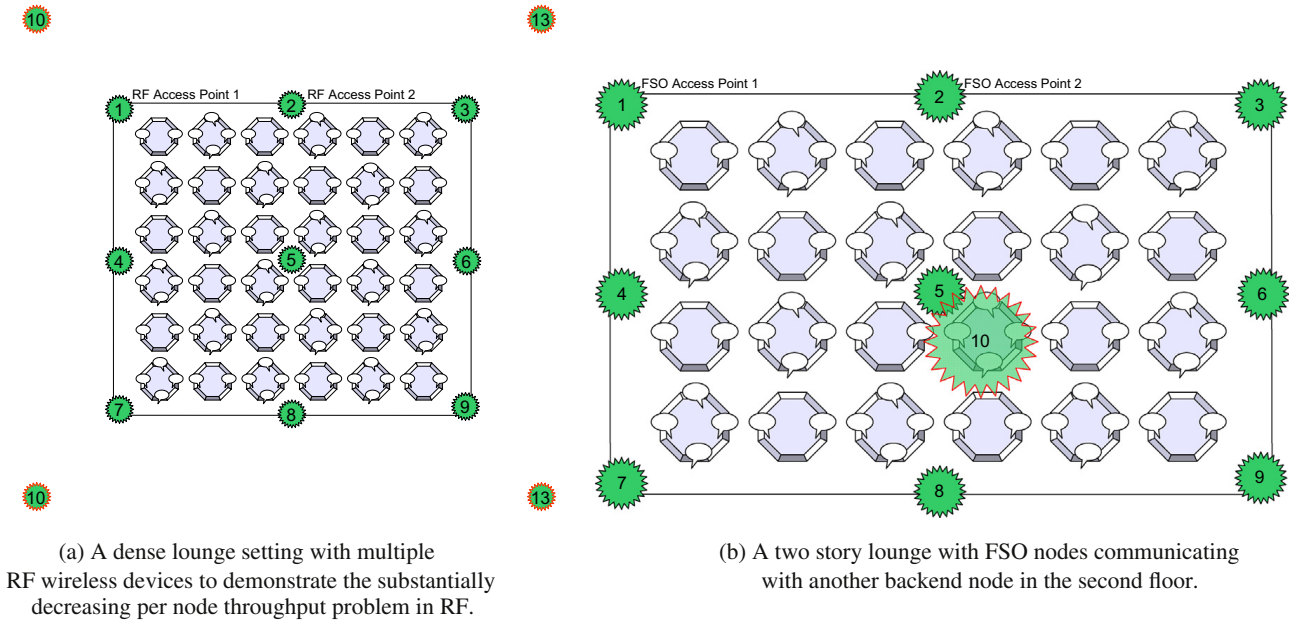 10
13
RF Access Point 1
RF Access Point 2
1
2
3
4
5
6
7
8
9
10
FSO Access Point 1
FSO Access Point 2
1
2
3
4
5
6
10
7
8
9
13
(a) A dense lounge setting with multiple
RF wireless devices to demonstrate the substantially
decreasing per node throughput problem in RF.
(b) A two story lounge with FSO nodes communicating
with another backend node in the second floor.